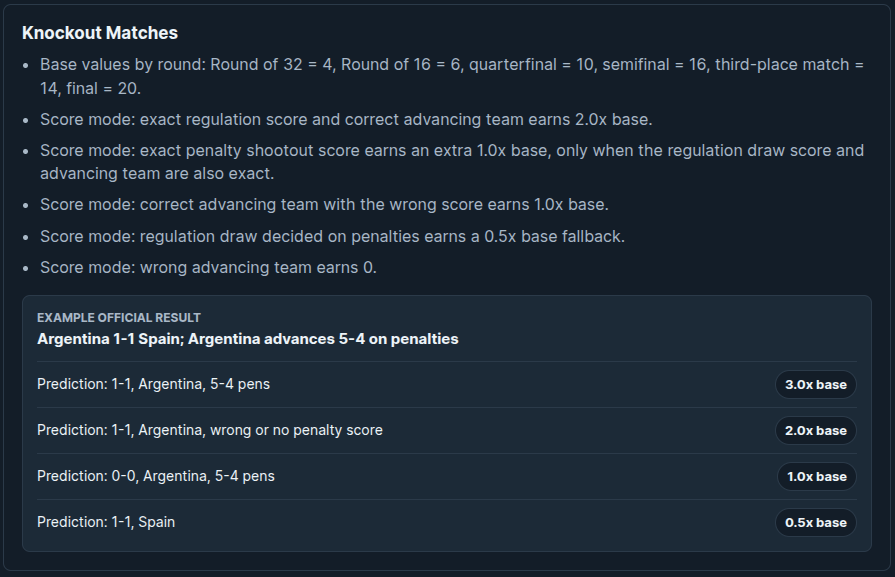 Knockout Matches
• Base values by round: Round of 32 = 4, Round of 16 = 6, quarterfinal = 10, semifinal = 16, third-place match =
14, final = 20.
• Score mode: exact regulation score and correct advancing team earns 2.0x base.
• Score mode: exact penalty shootout score earns an extra 1.0x base, only when the regulation draw score and
advancing team are also exact.
• Score mode: correct advancing team with the wrong score earns 1.0x base.
• Score mode: regulation draw decided on penalties earns a 0.5x base fallback.
• Score mode: wrong advancing team earns 0.
EXAMPLE OFFICIAL RESULT
Argentina 1-1 Spain; Argentina advances 5-4 on penalties
Prediction: 1-1, Argentina, 5-4 pens 3.0x base
Prediction: 1-1, Argentina, wrong or no penalty score 2.0x base
Prediction: 0-0, Argentina, 5-4 pens 1.0x base
Prediction: 1-1, Spain 0.5x base